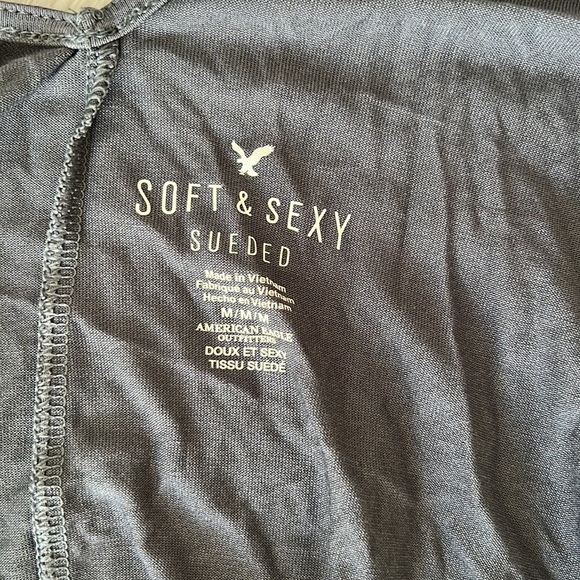 SOFT & SEXY
SUEDED
Made in Vietnam
Fabriqué au Vietnam
Hecho en Vietnam
M/M/M
AMERICAN EAGLE
OUTFITTERS
DOUX ET SEXY
TISSU SUÉDÉ